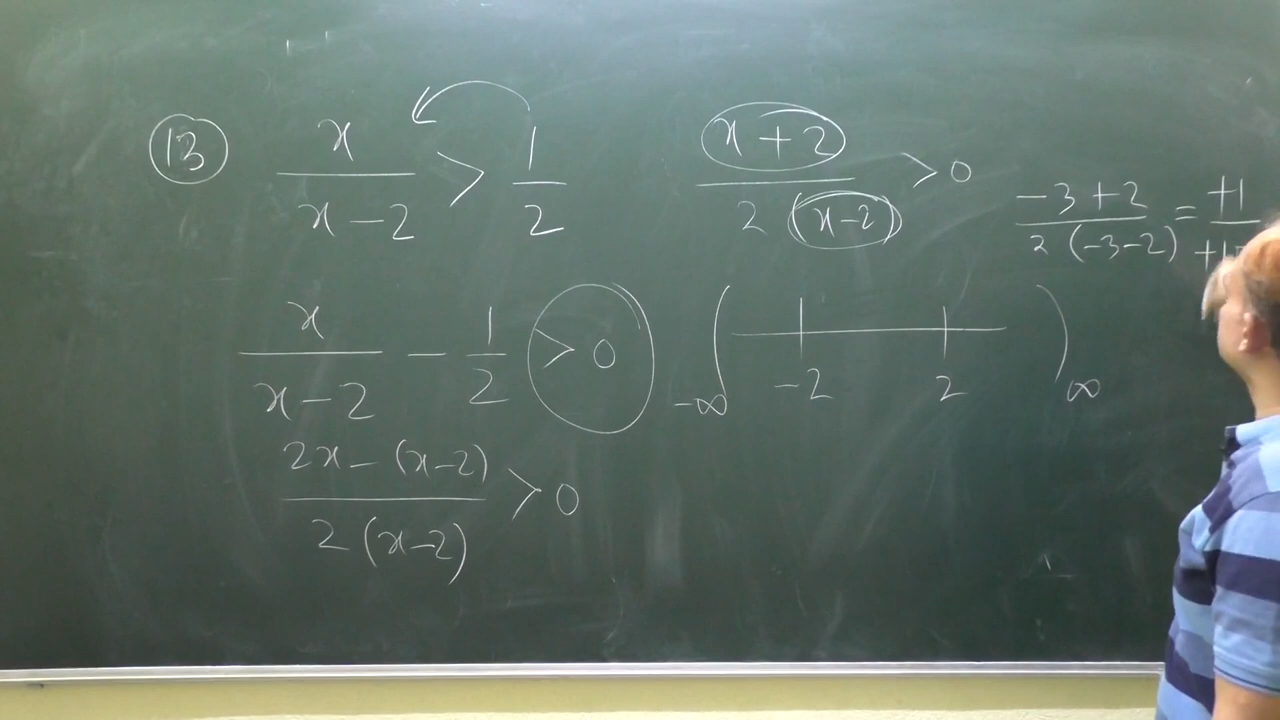 13 x / (x - 2) > 1 / 2
x / (x - 2) - 1 / 2 > 0
2x - (x - 2) / 2 (x - 2) > 0
x + 2 / 2 (x - 2) > 0
-3 + 2 / 2 (-3 - 2) = +1 /
-∞ ( -2 2 ) ∞